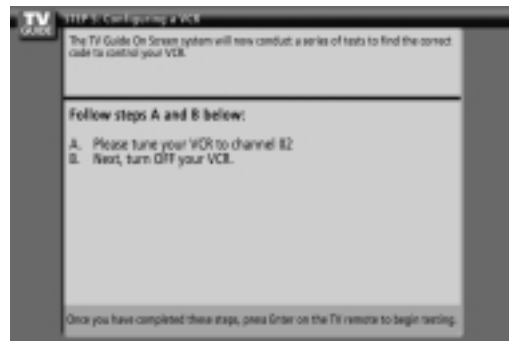 TV
GUIDE
STEP 3: Configuring a VCR
The TV Guide On Screen system will now conduct a series of tests to find the correct
code to control your VCR.
Follow steps A and B below:
A. Please tune your VCR to channel 02
B. Next, turn OFF your VCR.
Once you have completed these steps, press Enter on the TV remote to begin testing.